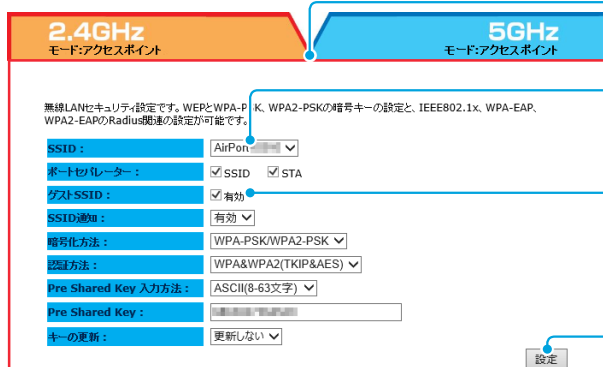 2.4GHz
モード:アクセスポイント
5GHz
モード:アクセスポイント
無線LANセキュリティ設定です。WEPとWPA-PSK、WPA2-PSKの暗号キーの設定と、IEEE802.1x、WPA-EAP、
WPA2-EAPのRadius関連の設定が可能です。
SSID： AirPort
ポートセパレーター： SSID STA
ゲストSSID： 有効
SSID通知： 有効
暗号化方法： WPA-PSK/WPA2-PSK
認証方法： WPA&WPA2(TKIP&AES)
Pre Shared Key 入力方法： ASCII(8-63文字)
Pre Shared Key：
キーの更新： 更新しない
設定